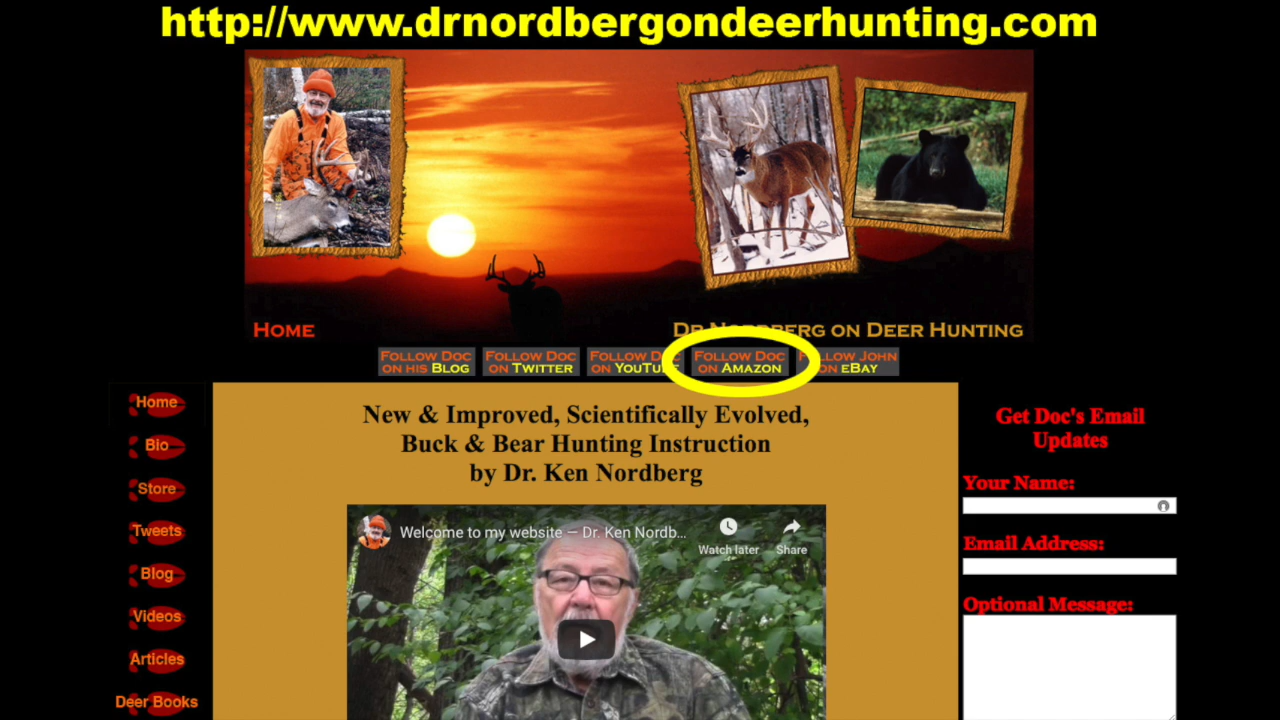 http://www.drnordbergondeerhunting.com
Home
Dr Nordberg on Deer Hunting
Follow Doc
on his Blog
Follow Doc
on Twitter
Follow Doc
on YouTube
Follow Doc
on Amazon
Follow John
on eBay
Home
Bio
Store
Tweets
Blog
Videos
Articles
Deer Books
New & Improved, Scientifically Evolved,
Buck & Bear Hunting Instruction
by Dr. Ken Nordberg
Welcome to my website — Dr. Ken Nordb...
Watch later
Share
Get Doc's Email
Updates
Your Name:
Email Address:
Optional Message: